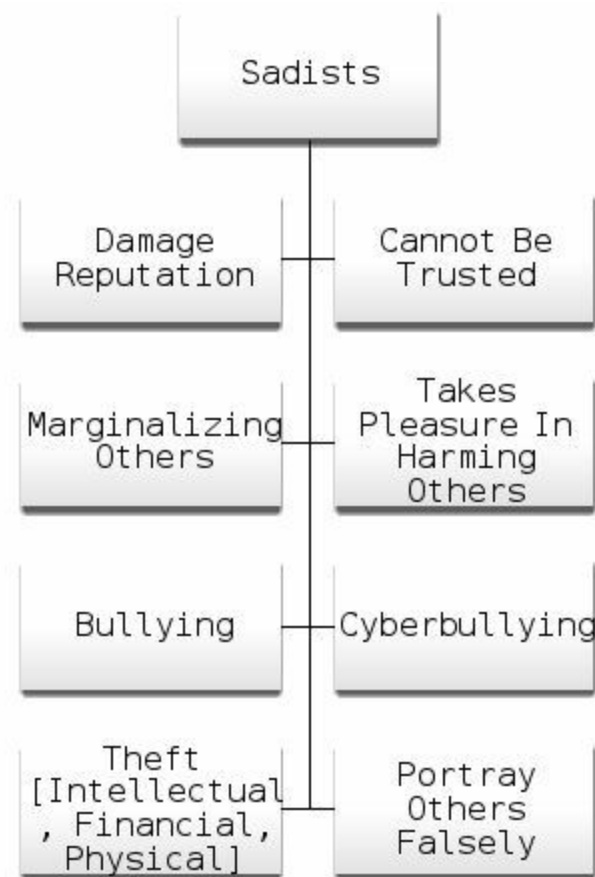 Sadists
Damage
Reputation
Cannot Be
Trusted
Marginalizing
Others
Takes
Pleasure In
Harming
Others
Bullying
Cyberbullying
Theft
[Intellectual
, Financial,
Physical]
Portray
Others
Falsely